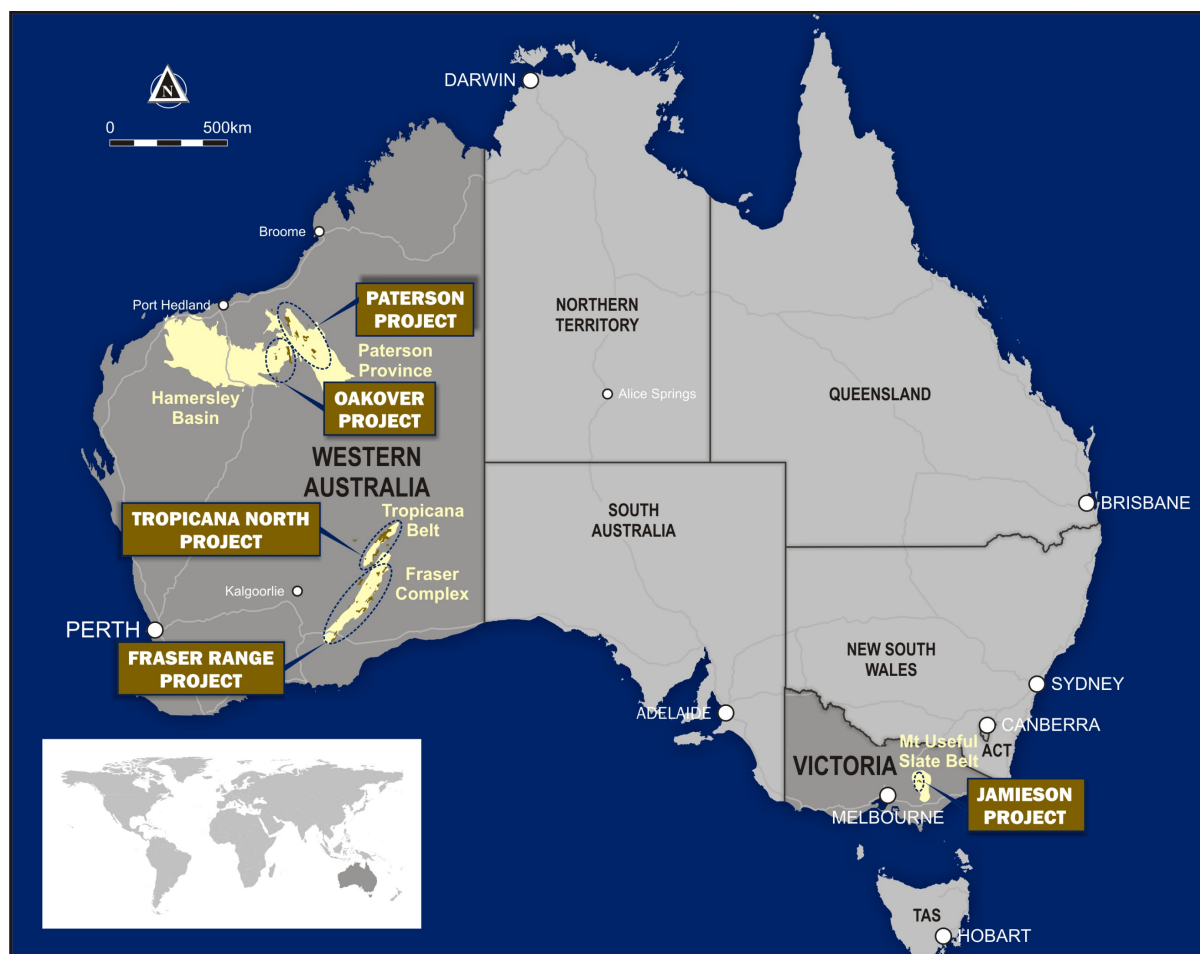 DARWIN
N
0 500km
Broome
Port Hedland
PATERSON
PROJECT
Paterson
Province
Hamersley
Basin
OAKOVER
PROJECT
WESTERN
AUSTRALIA
NORTHERN
TERRITORY
Alice Springs
QUEENSLAND
TROPICANA NORTH
PROJECT
Tropicana
Belt
SOUTH
AUSTRALIA
BRISBANE
Kalgoorlie
Fraser
Complex
PERTH
FRASER RANGE
PROJECT
NEW SOUTH
WALES
SYDNEY
ADELAIDE
CANBERRA
ACT
Mt Useful
Slate Belt
VICTORIA
JAMIESON
PROJECT
MELBOURNE
TAS
HOBART